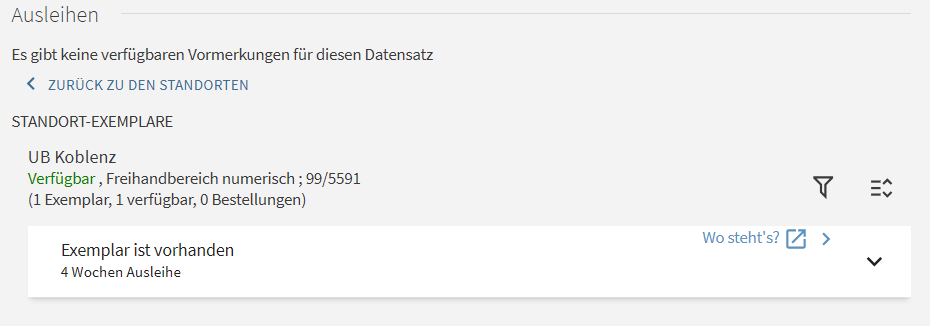 Ausleihen
Es gibt keine verfügbaren Vormerkungen für diesen Datensatz
ZURÜCK ZU DEN STANDORTEN
STANDORT-EXEMPLARE
UB Koblenz
Verfügbar , Freihandbereich numerisch ; 99/5591
(1 Exemplar, 1 verfügbar, 0 Bestellungen)
Wo steht's?
Exemplar ist vorhanden
4 Wochen Ausleihe